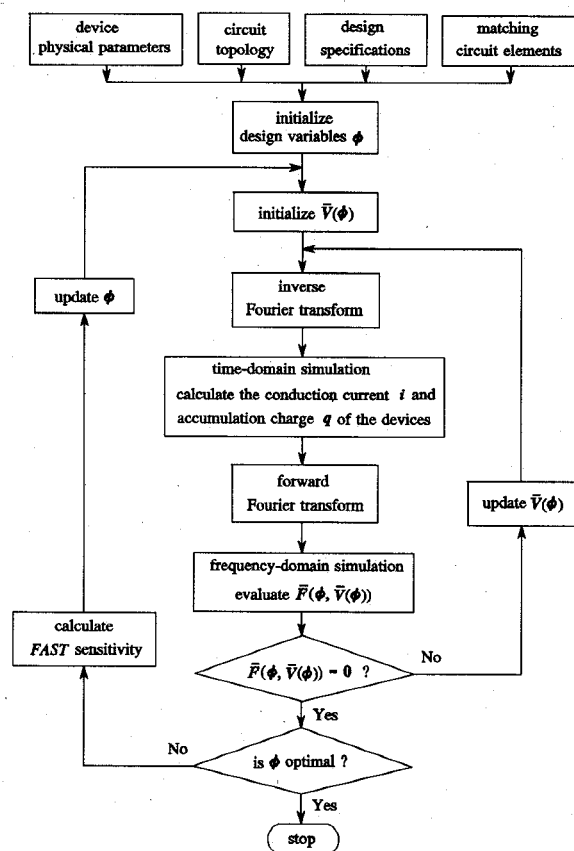 device
physical parameters
circuit
topology
design
specifications
matching
circuit elements
initialize
design variables ϕ
initialize V̄(ϕ)
update ϕ
inverse
Fourier transform
time-domain simulation
calculate the conduction current i and
accumulation charge q of the devices
forward
Fourier transform
update V̄(ϕ)
frequency-domain simulation
evaluate F̄(ϕ, V̄(ϕ))
calculate
FAST sensitivity
F̄(ϕ, V̄(ϕ)) = 0 ?
No
Yes
No
is ϕ optimal ?
Yes
stop